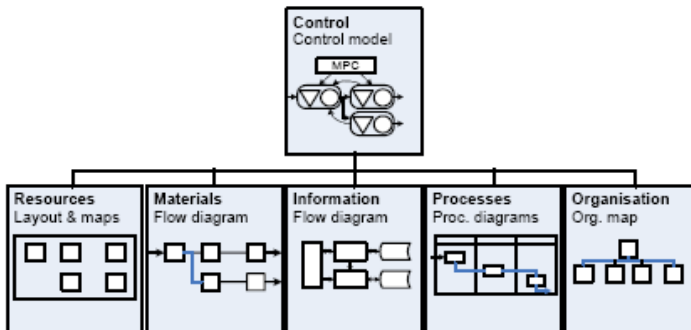 Control
Control model
MPC
Resources
Layout & maps
Materials
Flow diagram
Information
Flow diagram
Processes
Proc. diagrams
Organisation
Org. map